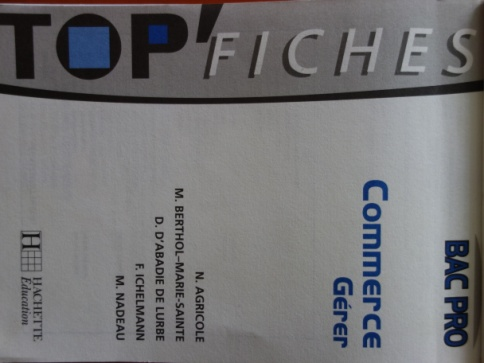 TOP'FICHES
BAC PRO
Commerce
Gérer
N. AGRICOLE
M. BERTHOL-MARIE-SAINTE
D. D'ABADIE DE LURBE
F. ICHELMANN
M. NADEAU
H HACHETTE
Éducation